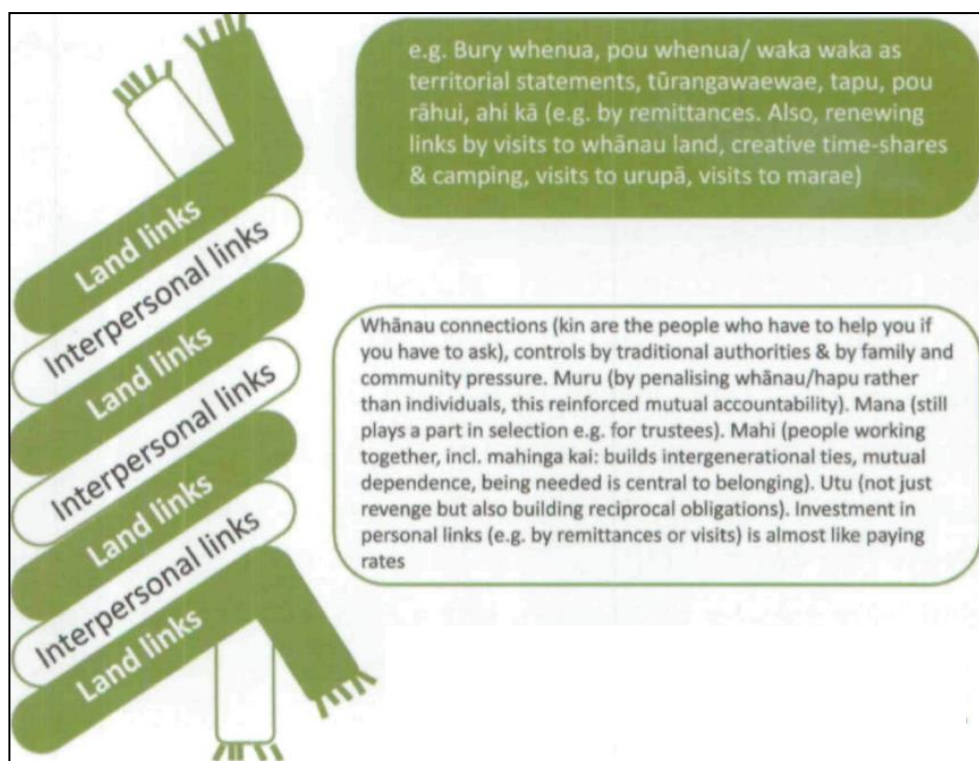 e.g. Bury whenua, pou whenua/ waka waka as
territorial statements, tūrangawaewae, tapu, pou
rāhui, ahi kā (e.g. by remittances. Also, renewing
links by visits to whānau land, creative time-shares
& camping, visits to urupā, visits to marae)
Land links
Interpersonal links
Land links
Interpersonal links
Land links
Interpersonal links
Land links
Whānau connections (kin are the people who have to help you if
you have to ask), controls by traditional authorities & by family and
community pressure. Muru (by penalising whānau/hapu rather
than individuals, this reinforced mutual accountability). Mana (still
plays a part in selection e.g. for trustees). Mahi (people working
together, incl. mahinga kai: builds intergenerational ties, mutual
dependence, being needed is central to belonging). Utu (not just
revenge but also building reciprocal obligations). Investment in
personal links (e.g. by remittances or visits) is almost like paying
rates